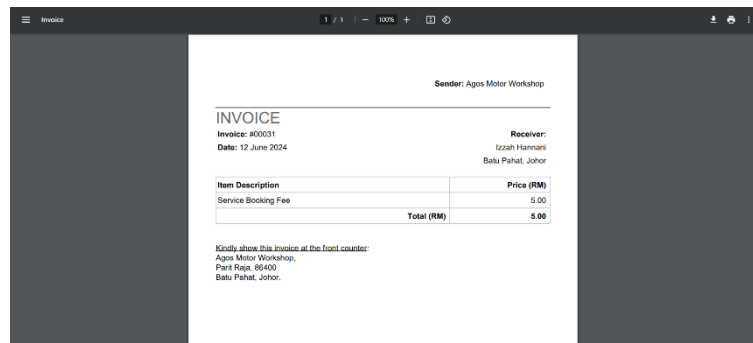 Invoice
1 / 1
100%
Sender: Agos Motor Workshop
INVOICE
Invoice: #00031
Receiver:
Date: 12 June 2024
Izzah Hannani
Batu Pahat, Johor
Item Description Price (RM)
Service Booking Fee 5.00
Total (RM) 5.00
Kindly show this invoice at the front counter:
Agos Motor Workshop,
Parit Raja, 86400
Batu Pahat, Johor.